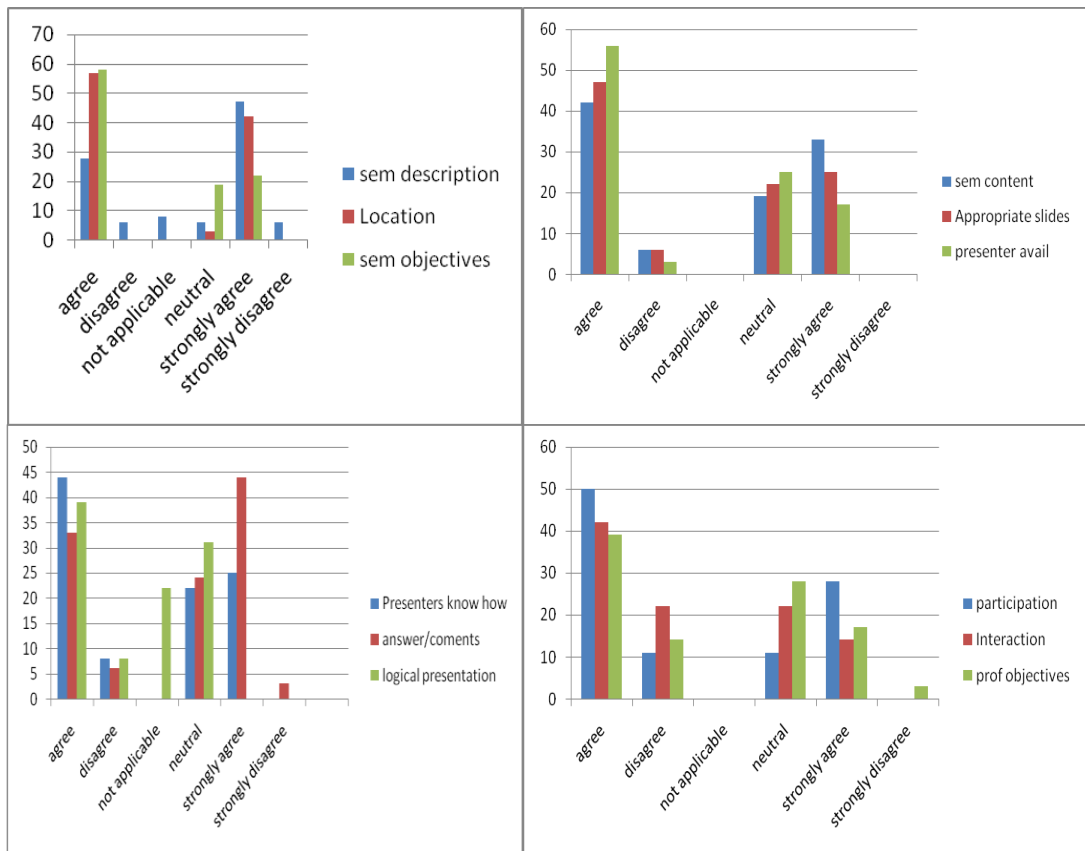 70
60
50
40
30
20
10
0
agree
disagree
not applicable
neutral
strongly agree
strongly disagree
sem description
Location
sem objectives
60
50
40
30
20
10
0
agree
disagree
not applicable
neutral
strongly agree
strongly disagree
sem content
Appropriate slides
presenter avail
50
45
40
35
30
25
20
15
10
5
0
agree
disagree
not applicable
neutral
strongly agree
strongly disagree
Presenters know how
answer/coments
logical presentation
60
50
40
30
20
10
0
agree
disagree
not applicable
neutral
strongly agree
strongly disagree
participation
Interaction
prof objectives